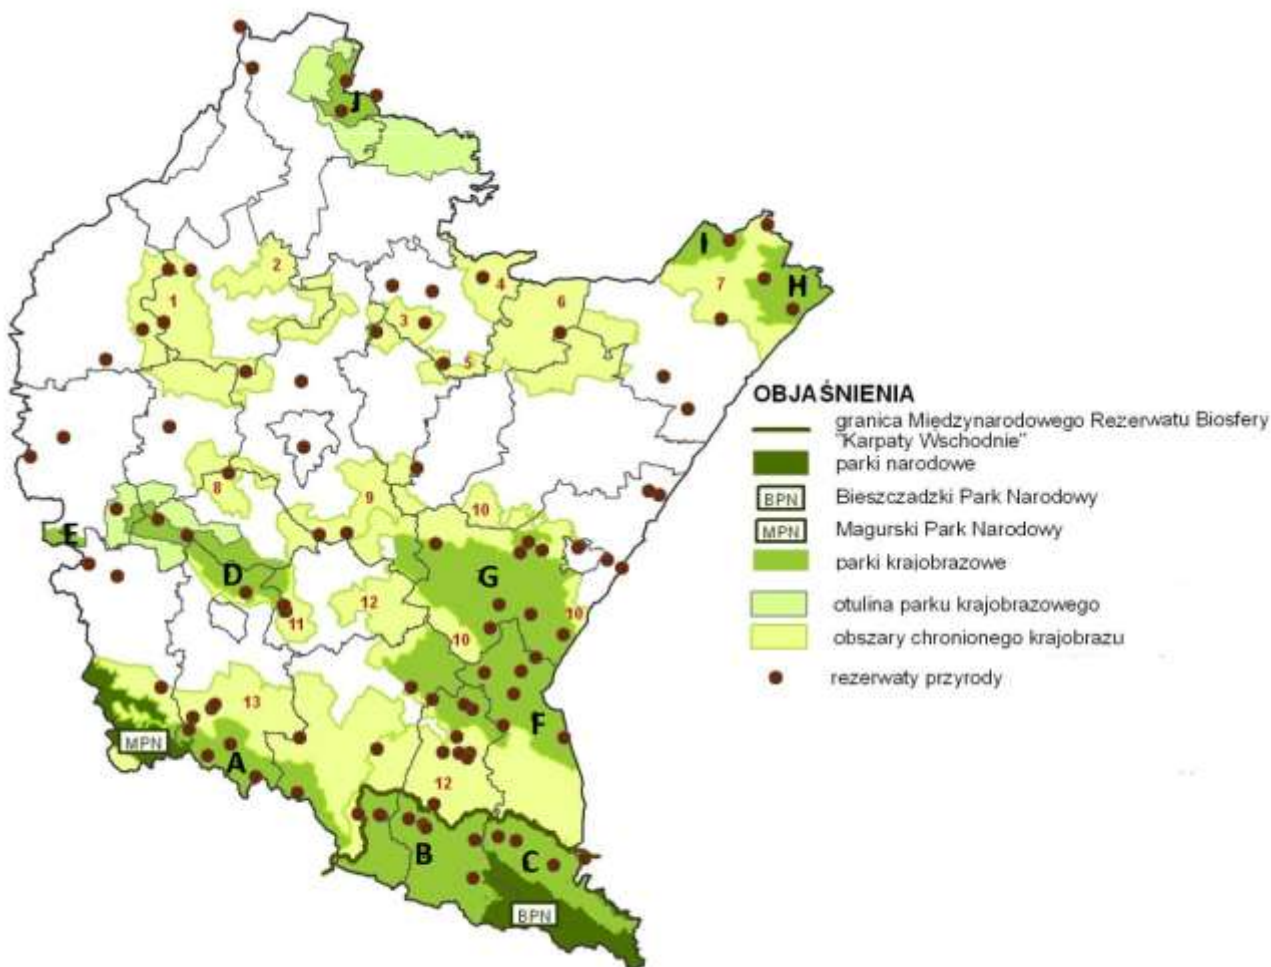 J
I
2
4
7
H
1
6
3
5
OBJAŚNIENIA
granica Międzynarodowego Rezerwatu Biosfery
"Karpaty Wschodnie"
parki narodowe
8
9
BPN
Bieszczadzki Park Narodowy
10
E
MPN
Magurski Park Narodowy
parki krajobrazowe
D
G
otulina parku krajobrazowego
12
10
11
10
obszary chronionego krajobrazu
rezerwaty przyrody
13
F
MPN
A
12
B
C
BPN